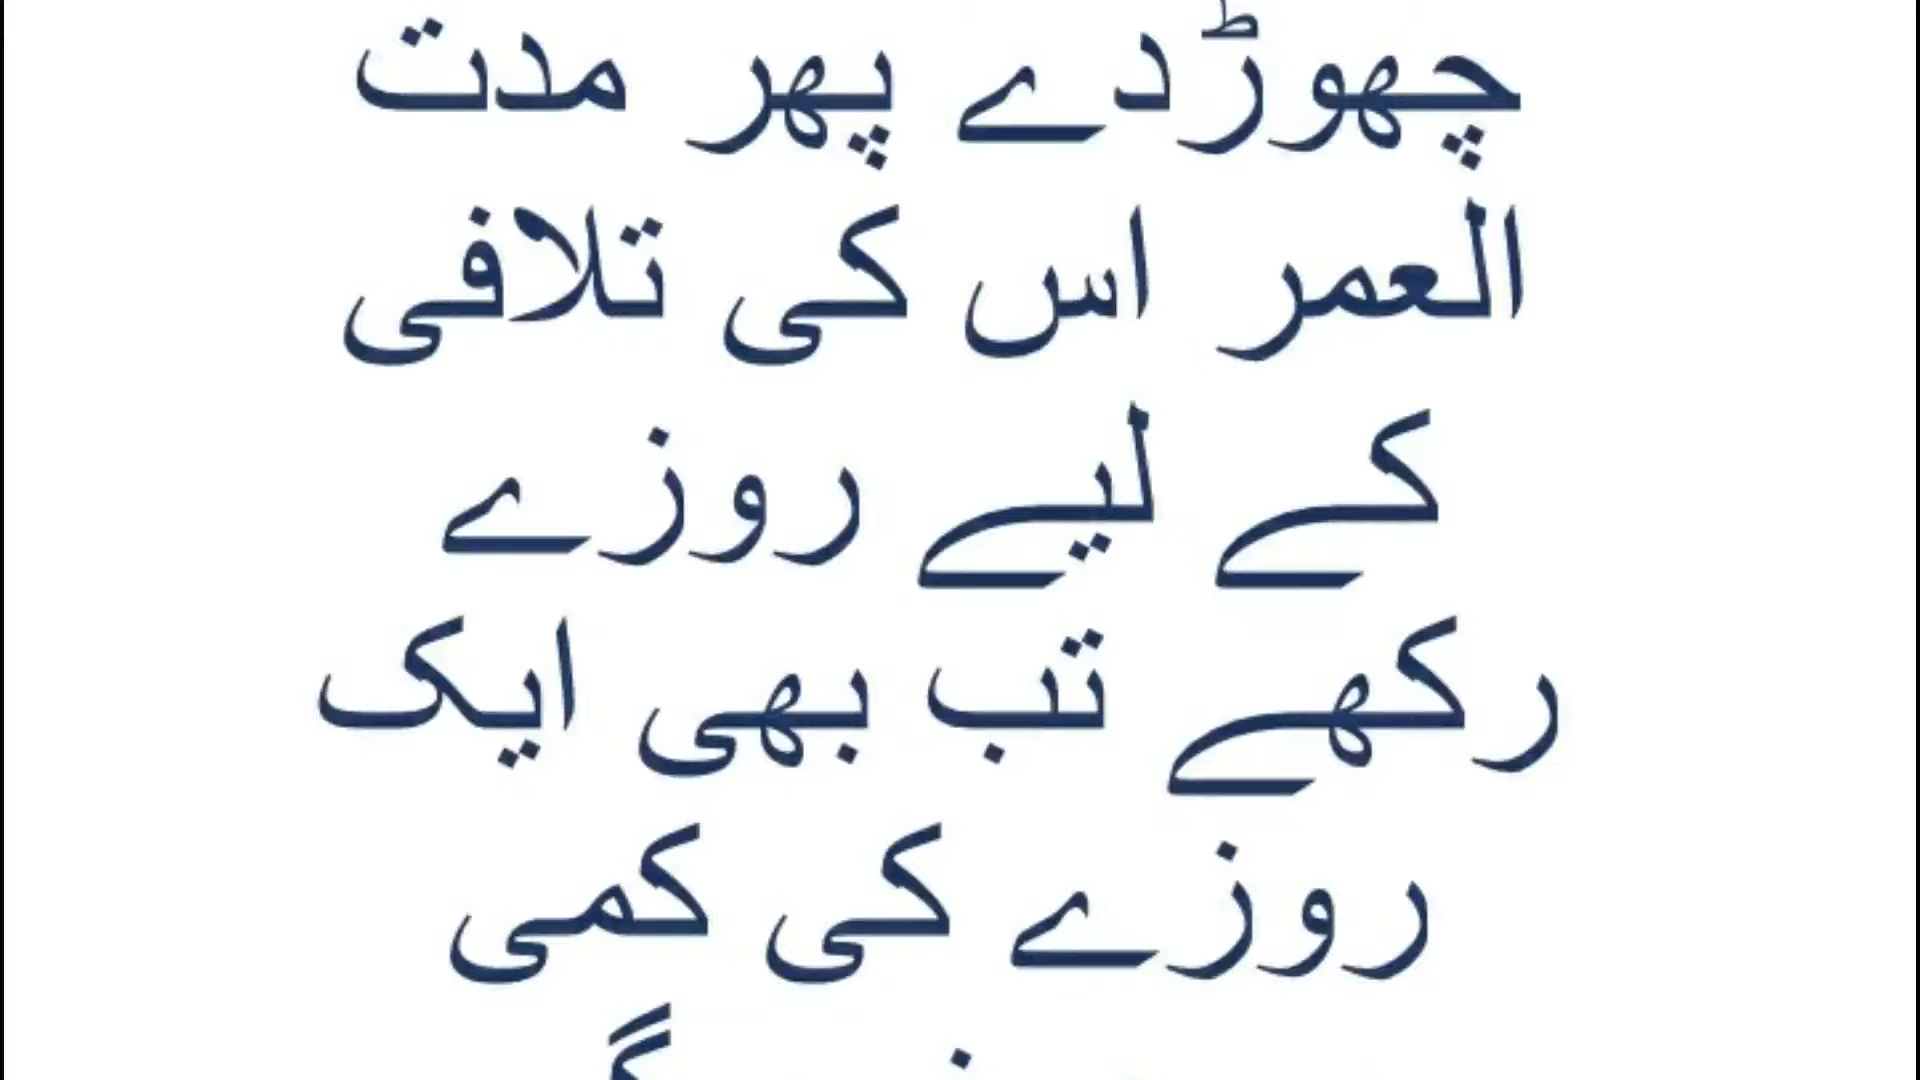 چھوڑدے پھر مدت
العمر اس کی تلافی
کے لیے روزے
رکھے تب بھی ایک
روزے کی کمی